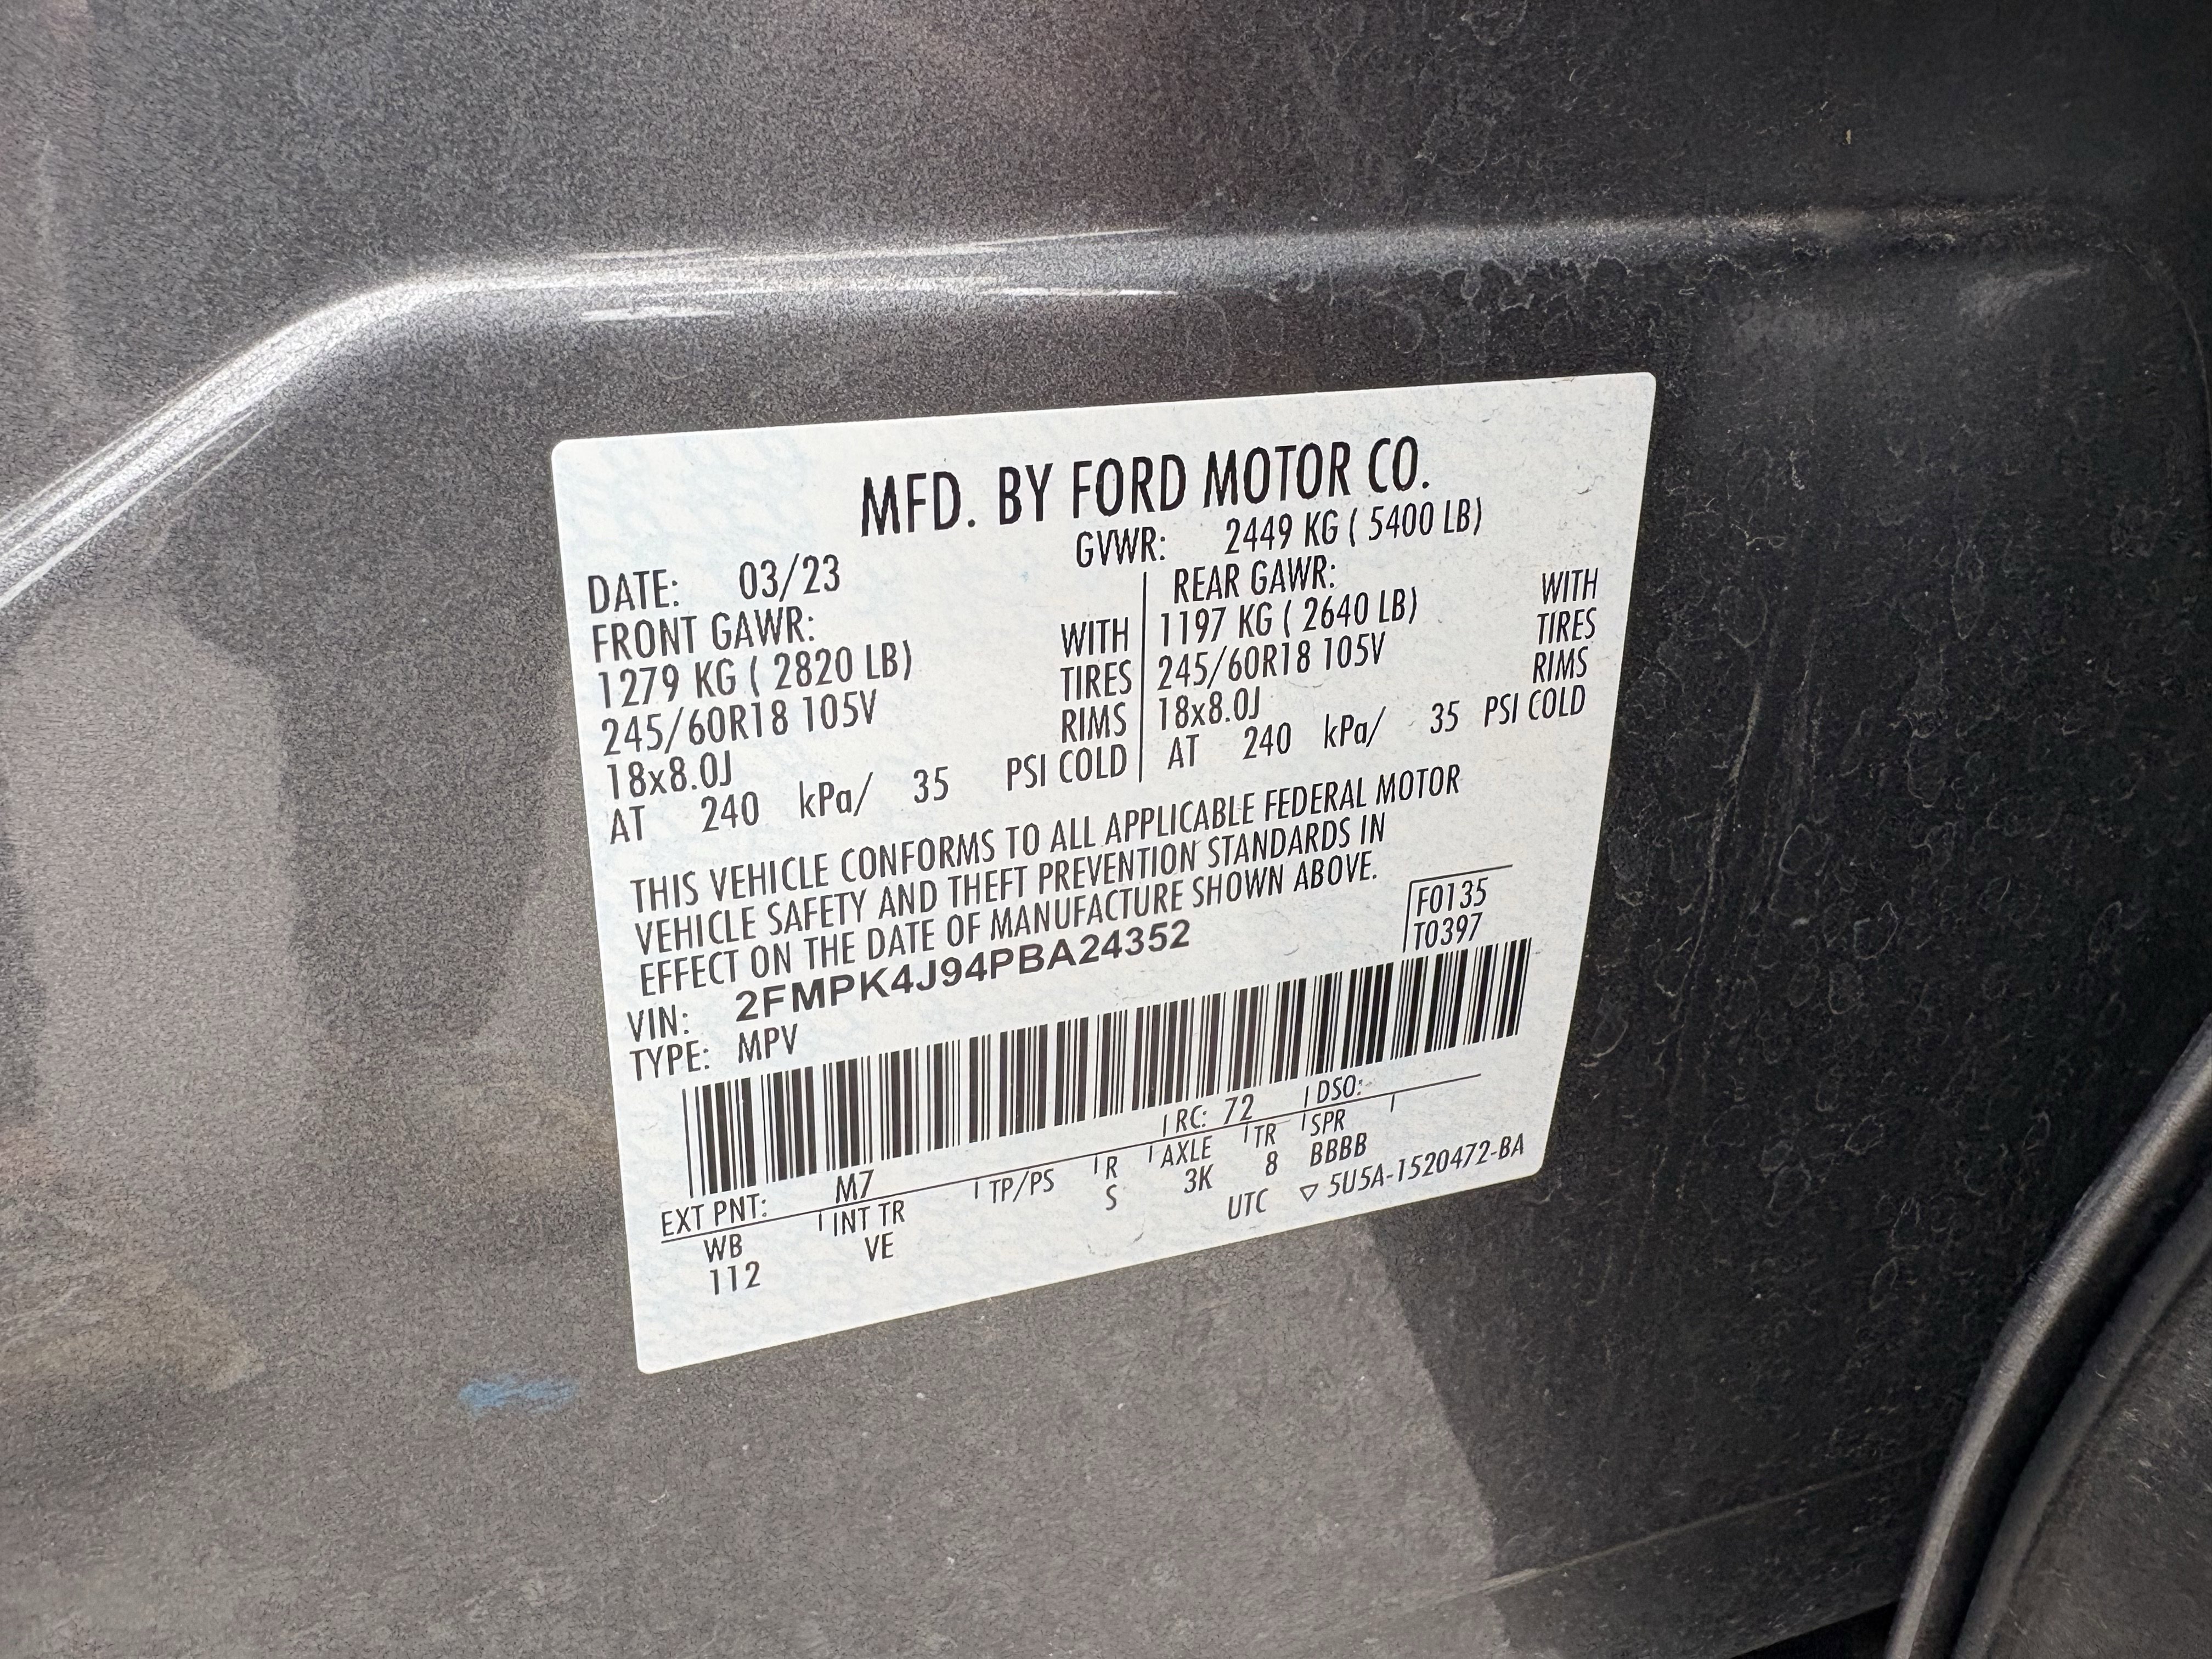 MFD. BY FORD MOTOR CO.
DATE: 03/23 GVWR: 2449 KG ( 5400 LB)
FRONT GAWR: REAR GAWR:
1279 KG ( 2820 LB) WITH 1197 KG ( 2640 LB) WITH
245/60R18 105V TIRES 245/60R18 105V TIRES
18x8.0J RIMS 18x8.0J RIMS
AT 240 kPa/ 35 PSI COLD AT 240 kPa/ 35 PSI COLD
THIS VEHICLE CONFORMS TO ALL APPLICABLE FEDERAL MOTOR
VEHICLE SAFETY AND THEFT PREVENTION STANDARDS IN
EFFECT ON THE DATE OF MANUFACTURE SHOWN ABOVE.
F0135
T0397
VIN: 2FMPK4J94PBA24352
TYPE: MPV
EXT PNT: M7 RC: 72 DSO:
WB INT TR TP/PS R AXLE TR SPR
112 VE S 3K 8 BBBB
UTC ▽ 5U5A-1520472-BA